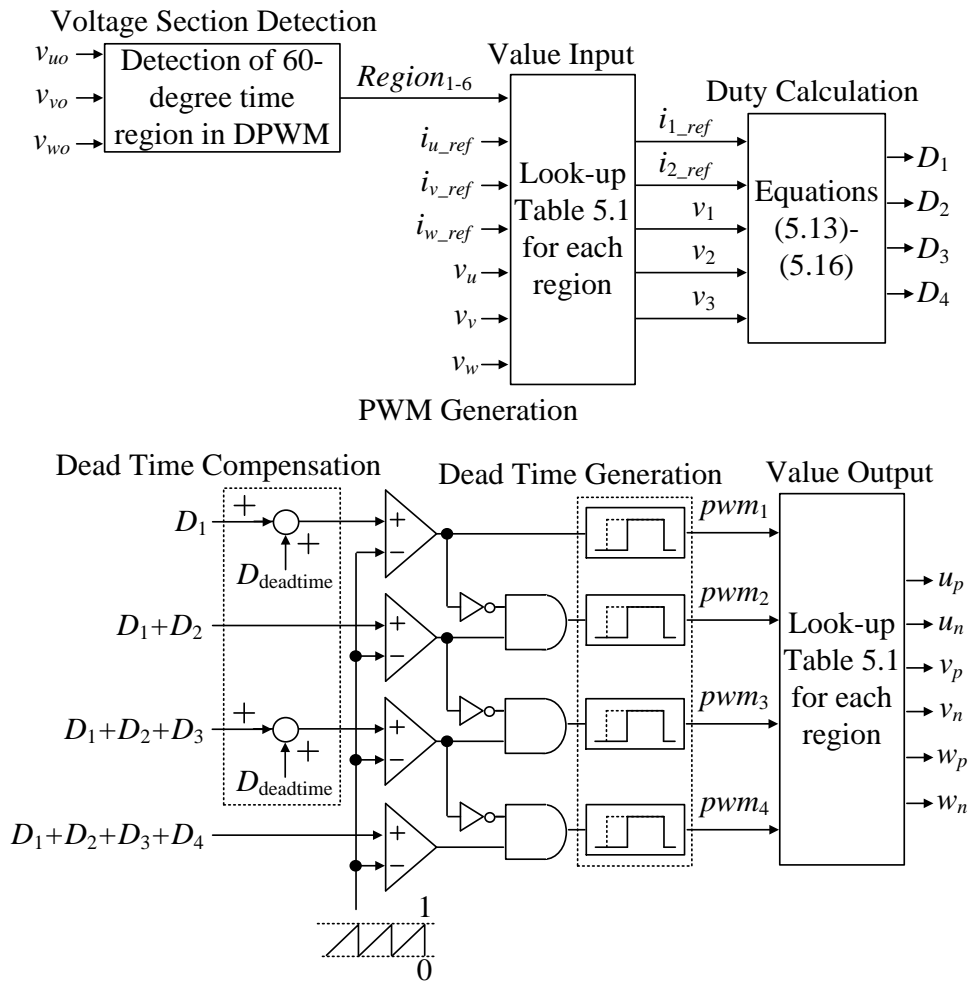 Voltage Section Detection
v_uo
v_vo
v_wo
Detection of 60-
degree time
region in DPWM
Region_1-6
Value Input
i_u_ref
i_v_ref
i_w_ref
v_u
v_v
v_w
Look-up
Table 5.1
for each
region
i_1_ref
i_2_ref
v_1
v_2
v_3
Duty Calculation
Equations
(5.13)-
(5.16)
D_1
D_2
D_3
D_4
PWM Generation
Dead Time Compensation
D_1
+
+
D_deadtime
D_1+D_2
D_1+D_2+D_3
+
+
D_deadtime
D_1+D_2+D_3+D_4
+
−
+
−
+
−
+
−
1
0
Dead Time Generation
pwm_1
pwm_2
pwm_3
pwm_4
Value Output
Look-up
Table 5.1
for each
region
u_p
u_n
v_p
v_n
w_p
w_n